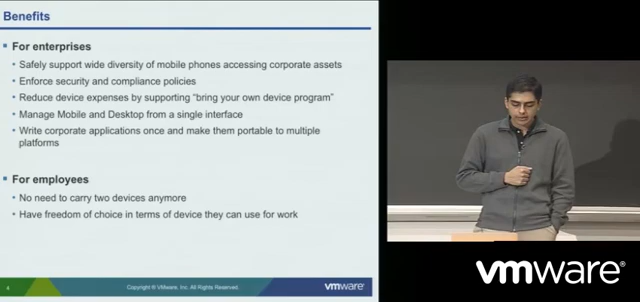 Benefits
For enterprises
Safely support wide diversity of mobile phones accessing corporate assets
Enforce security and compliance policies
Reduce device expenses by supporting “bring your own device program”
Manage Mobile and Desktop from a single interface
Write corporate applications once and make them portable to multiple
platforms
For employees
No need to carry two devices anymore
Have freedom of choice in terms of device they can use for work
4
Copyright © VMware, Inc. All Rights Reserved.
vmware
vmware®